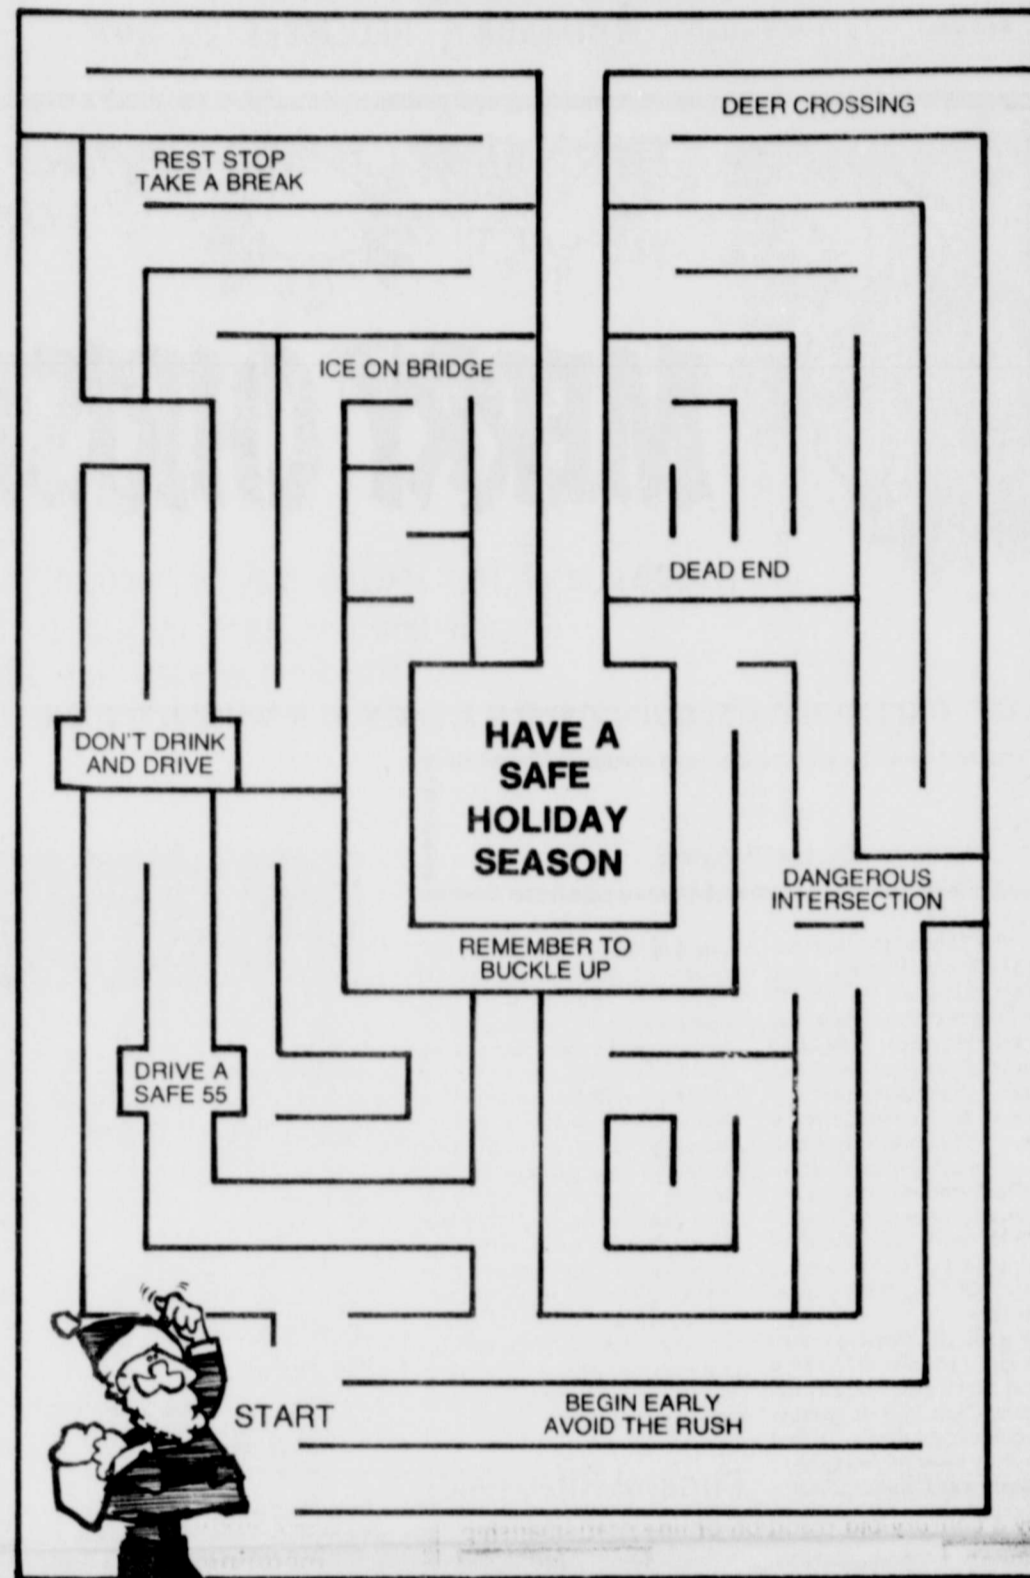 DEER CROSSING
REST STOP
TAKE A BREAK
ICE ON BRIDGE
DEAD END
DON'T DRINK
AND DRIVE
HAVE A
SAFE
HOLIDAY
SEASON
DANGEROUS
INTERSECTION
REMEMBER TO
BUCKLE UP
DRIVE A
SAFE 55
START
BEGIN EARLY
AVOID THE RUSH